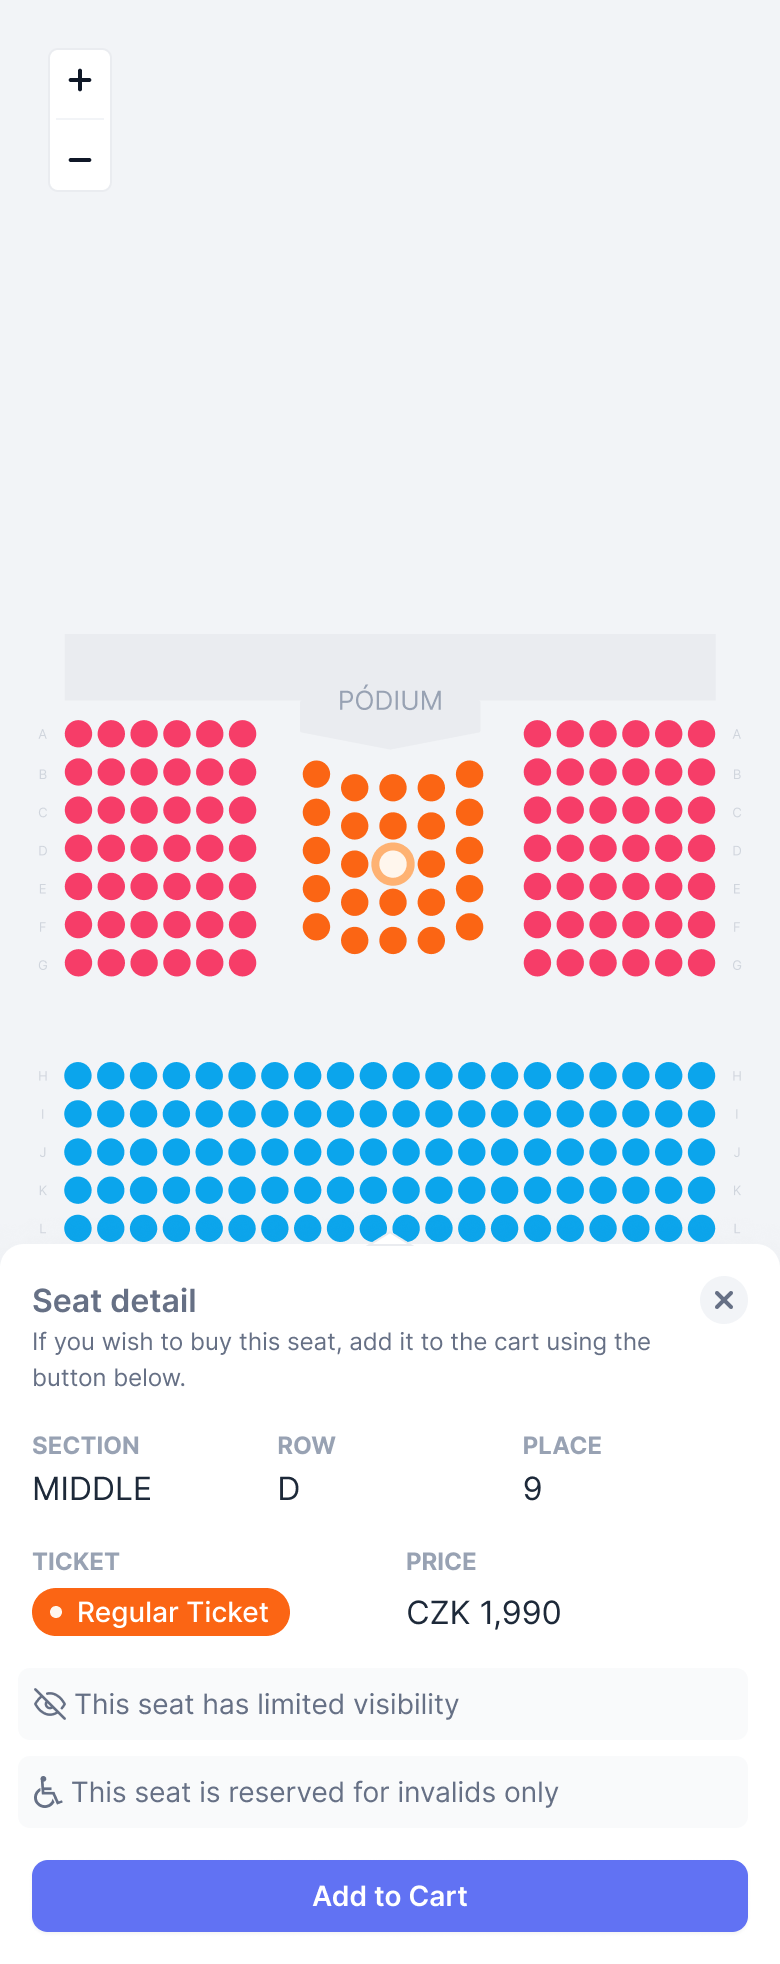 PÓDIUM
A A
B B
C C
D D
E E
F F
G G
H H
I I
J J
K K
L L
Seat detail
If you wish to buy this seat, add it to the cart using the
button below.
SECTION ROW PLACE
MIDDLE D 9
TICKET PRICE
Regular Ticket CZK 1,990
This seat has limited visibility
This seat is reserved for invalids only
Add to Cart